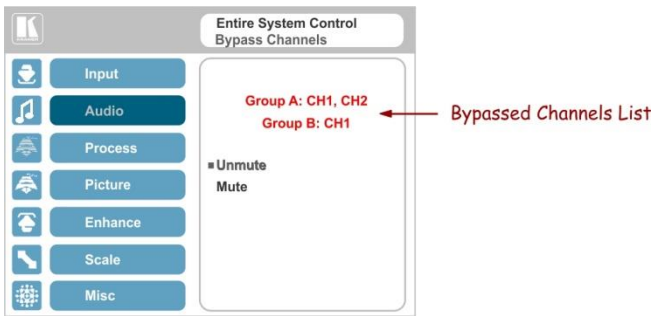 Entire System Control
Bypass Channels
Input
Audio
Process
Picture
Enhance
Scale
Misc
Group A: CH1, CH2
Group B: CH1
Unmute
Mute
Bypassed Channels List